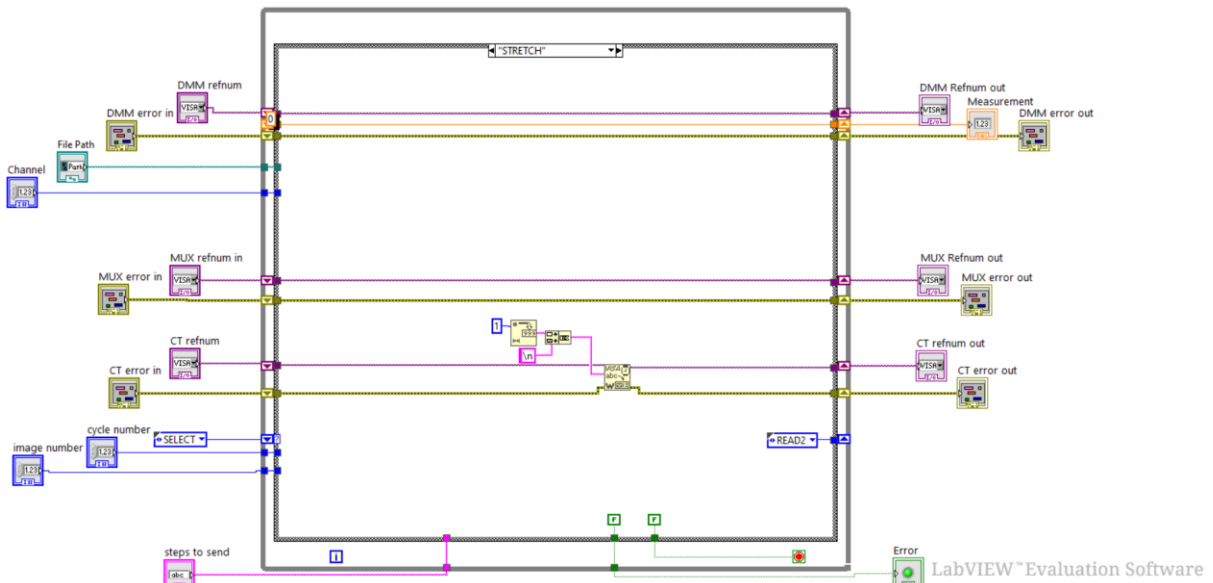 "STRETCH"
DMM refnum
DMM Refnum out
Measurement
DMM error in
DMM error out
0
File Path
Channel
MUX refnum in
MUX Refnum out
MUX error in
MUX error out
1
\n
CT refnum
CT refnum out
CT error in
CT error out
cycle number
SELECT
READ2
image number
F
F
steps to send
i
Error
abc
LabVIEW™Evaluation Software